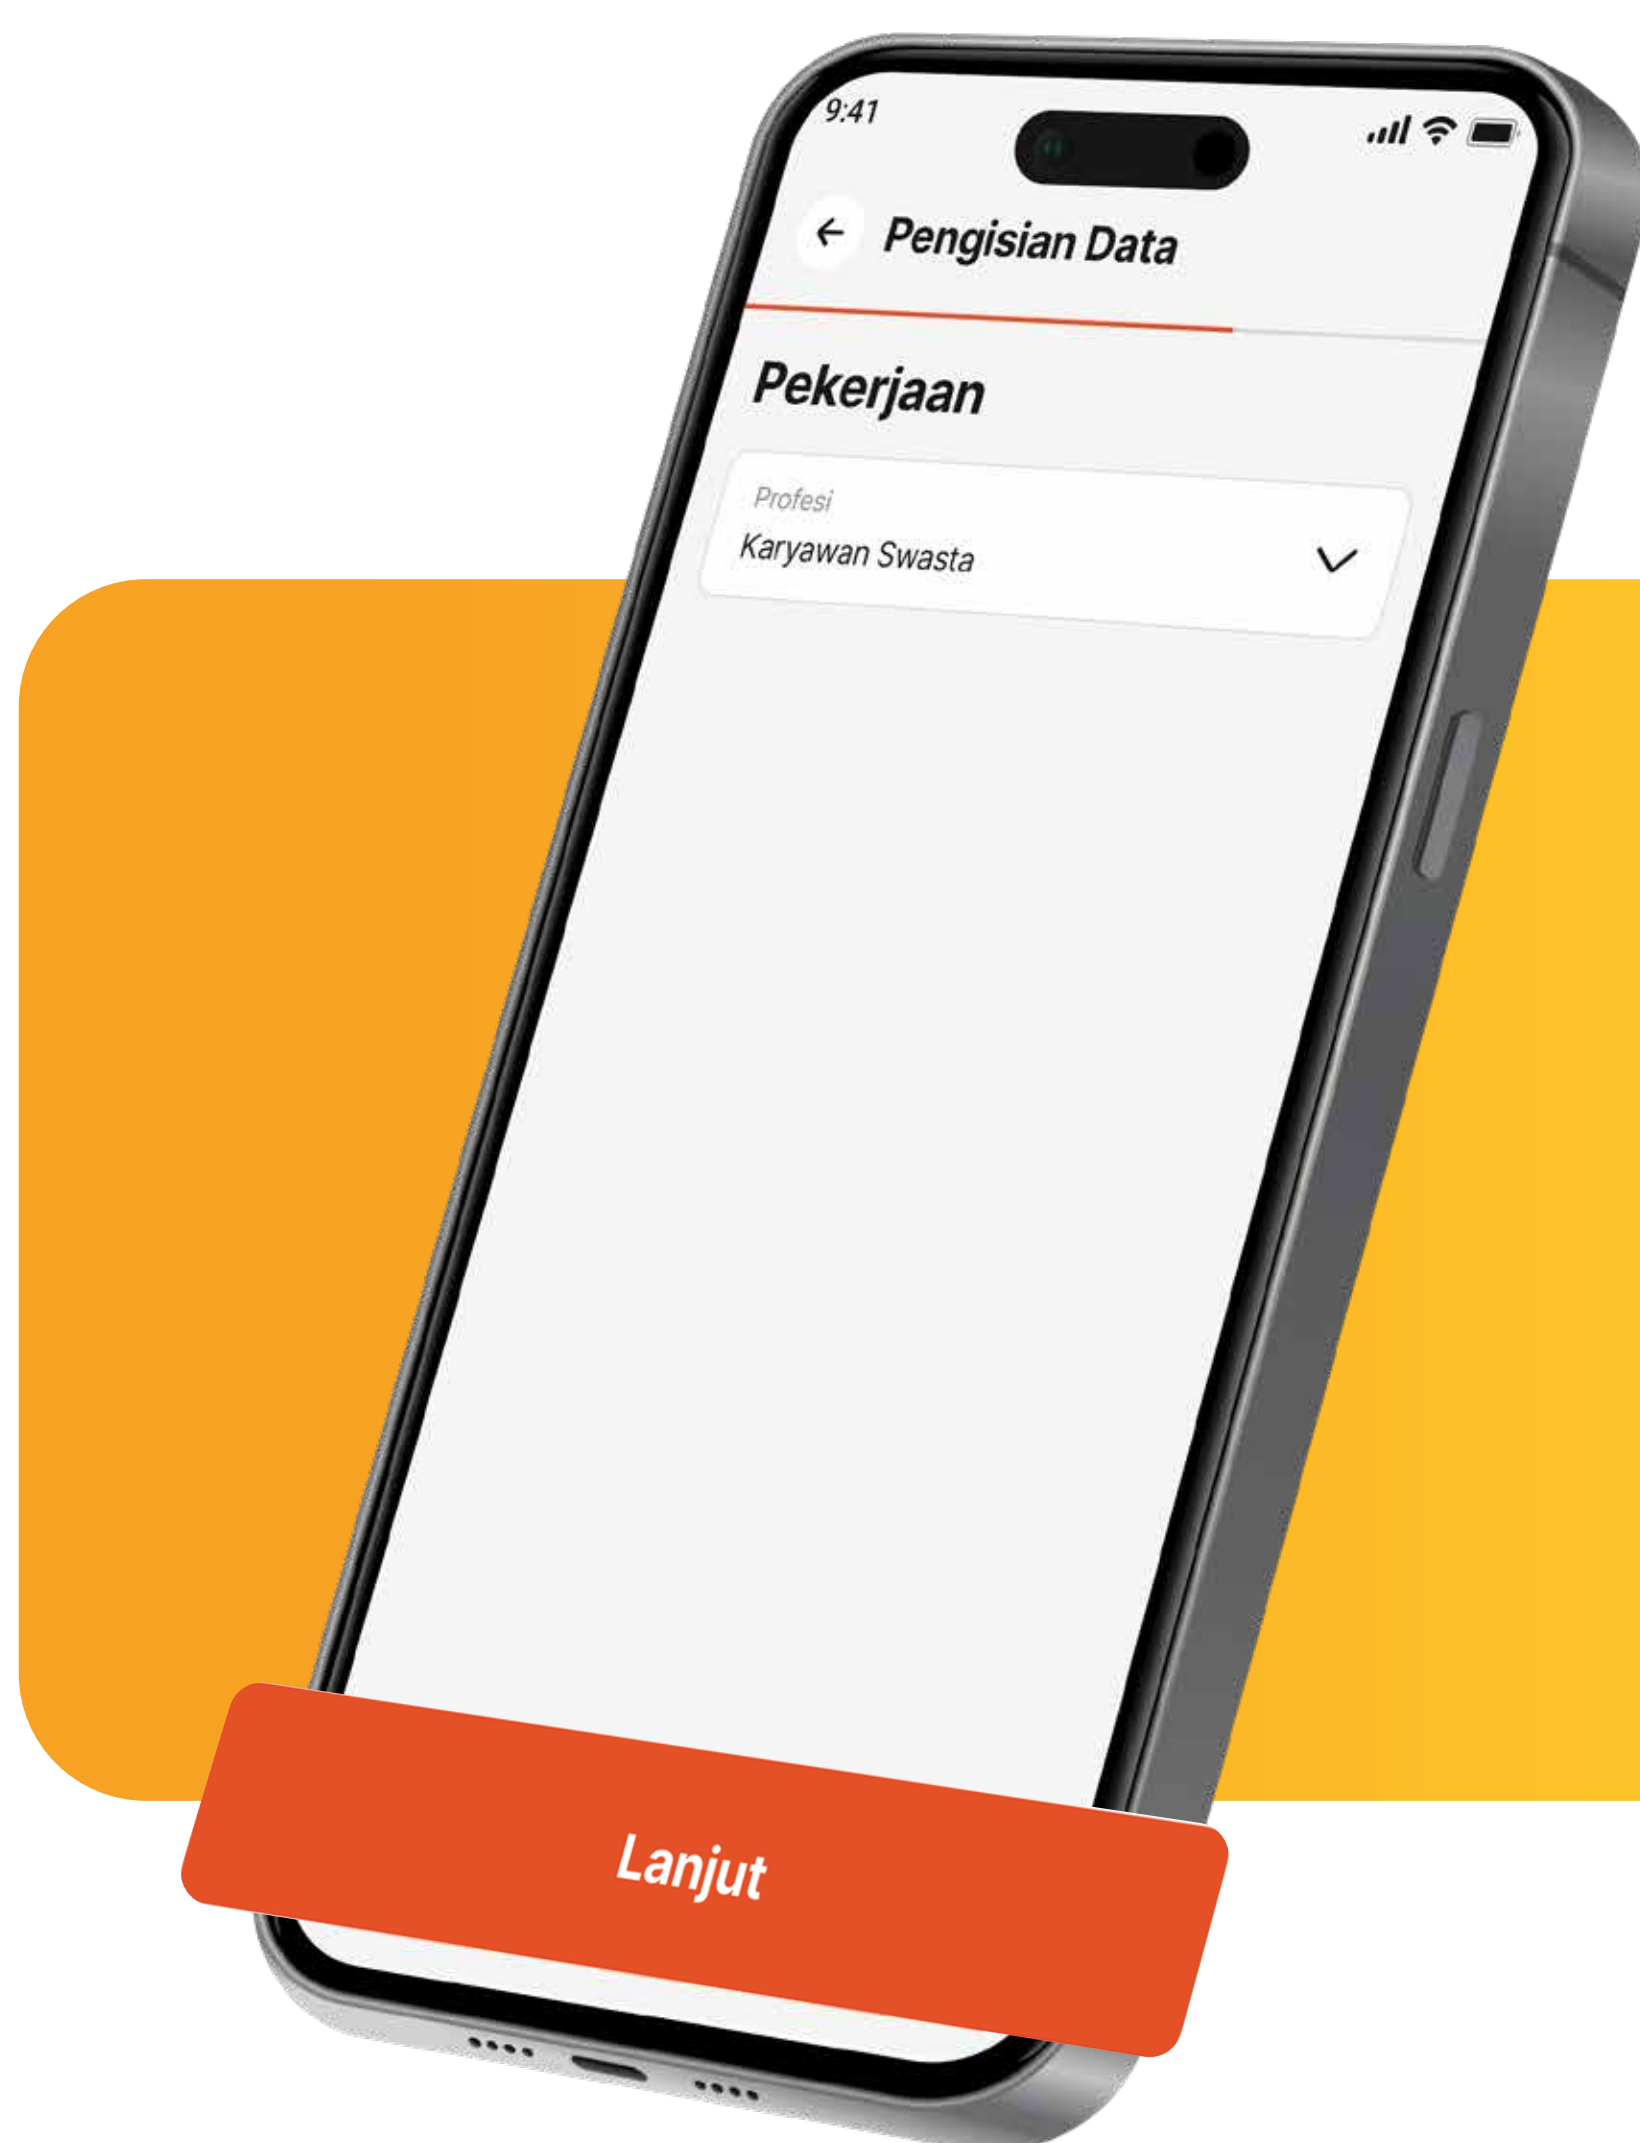 9:41
Pengisian Data
Pekerjaan
Profesi
Karyawan Swasta
Lanjut